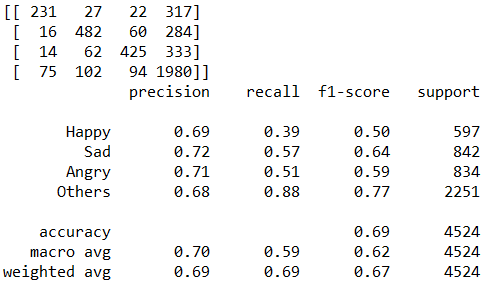 [[ 231 27 22 317]
[ 16 482 60 284]
[ 14 62 425 333]
[ 75 102 94 1980]]
precision recall f1-score support
Happy 0.69 0.39 0.50 597
Sad 0.72 0.57 0.64 842
Angry 0.71 0.51 0.59 834
Others 0.68 0.88 0.77 2251
accuracy 0.69 4524
macro avg 0.70 0.59 0.62 4524
weighted avg 0.69 0.69 0.67 4524